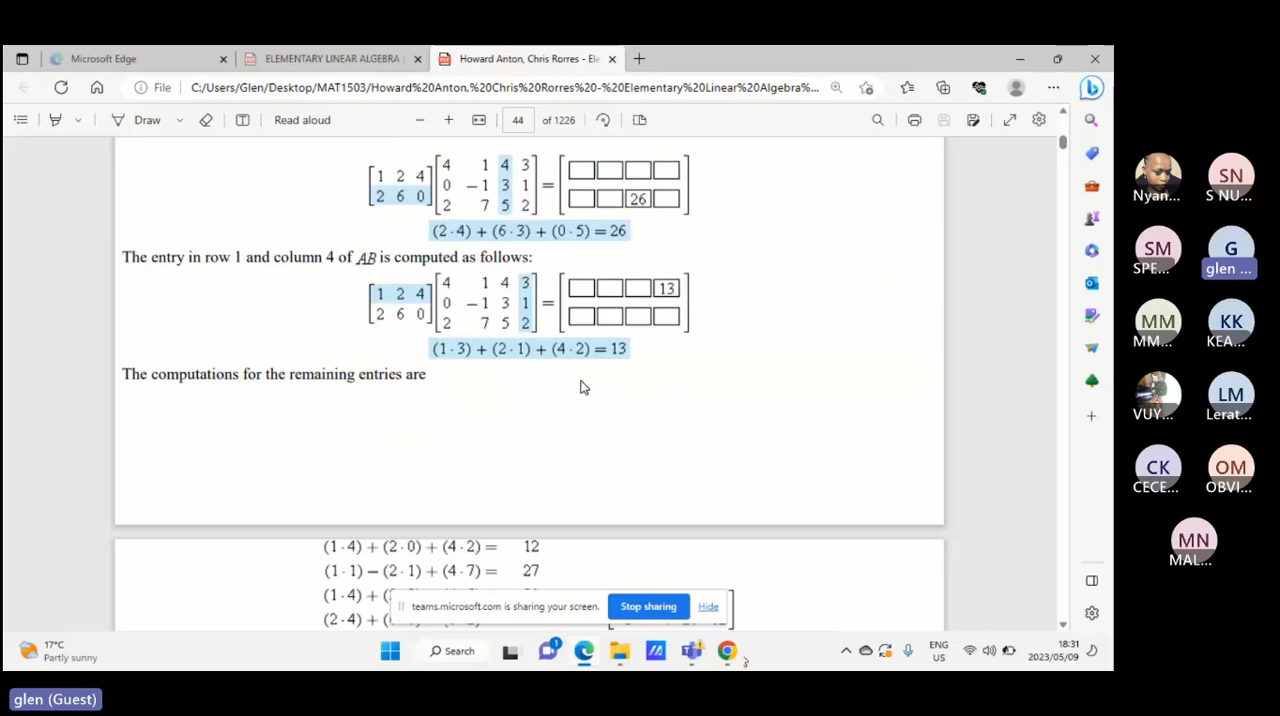 Microsoft Edge
ELEMENTARY LINEAR ALGEBRA (
Howard Anton, Chris Rorres - Ele
File
C:/Users/Glen/Desktop/MAT1503/Howard%20Anton,%20Chris%20Rorres%20-%20Elementary%20Linear%20Algebra%...
Draw
Read aloud
44 of 1226
1 2 4 4 1 4 3
2 6 0 0 −1 3 1 =
2 7 5 2 26
(2 · 4) + (6 · 3) + (0 · 5) = 26
The entry in row 1 and column 4 of AB is computed as follows:
1 2 4 4 1 4 3 13
2 6 0 0 −1 3 1 =
2 7 5 2
(1 · 3) + (2 · 1) + (4 · 2) = 13
The computations for the remaining entries are
(1 · 4) + (2 · 0) + (4 · 2) = 12
(1 · 1) − (2 · 1) + (4 · 7) = 27
(1 · 4) + (
(2 · 4) + (
teams.microsoft.com is sharing your screen.
Stop sharing
Hide
17°C
Partly sunny
Search
1
ENG
US
18:31
2023/05/09
Nyan...
SN
S NU...
SM
SPE...
G
glen ...
MM
MM...
KK
KEA...
VUY...
LM
Lerat...
CK
CECE...
OM
OBVI...
MN
MAL...
glen (Guest)